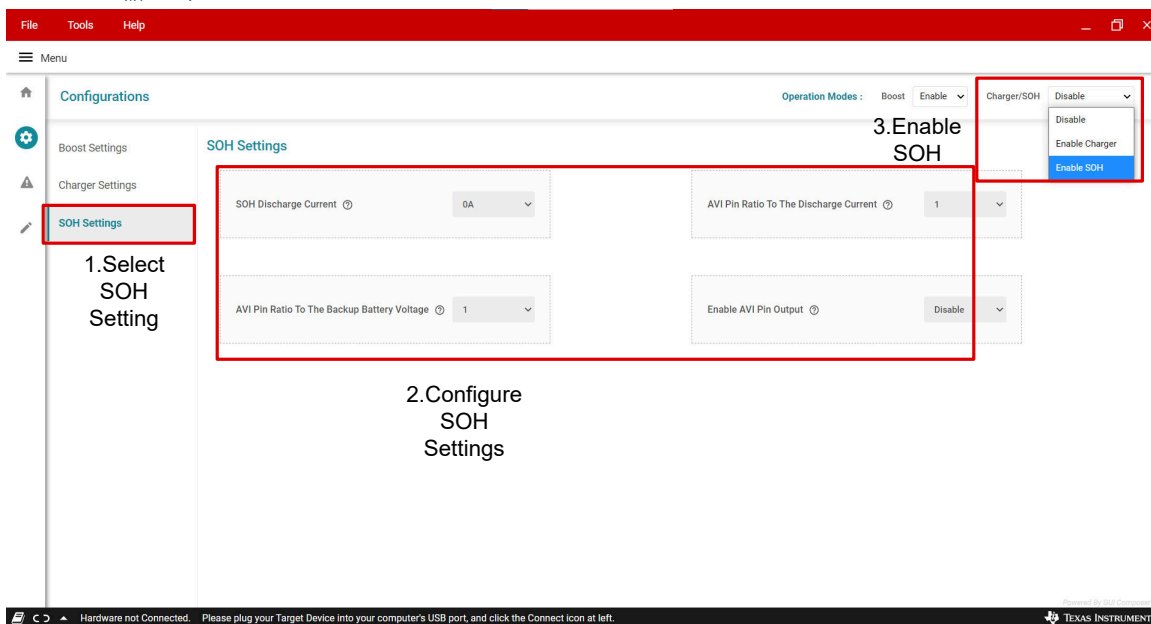 File Tools Help
Menu
Configurations
Operation Modes : Boost Enable Charger/SOH Disable
Disable
Enable Charger
Enable SOH
3.Enable
SOH
Boost Settings
Charger Settings
SOH Settings
1.Select
SOH
Setting
SOH Settings
SOH Discharge Current 0A
AVI Pin Ratio To The Discharge Current 1
AVI Pin Ratio To The Backup Battery Voltage 1
Enable AVI Pin Output Disable
2.Configure
SOH
Settings
Powered By GUI Composer
Hardware not Connected. Please plug your Target Device into your computer's USB port, and click the Connect icon at left.
TEXAS INSTRUMENT